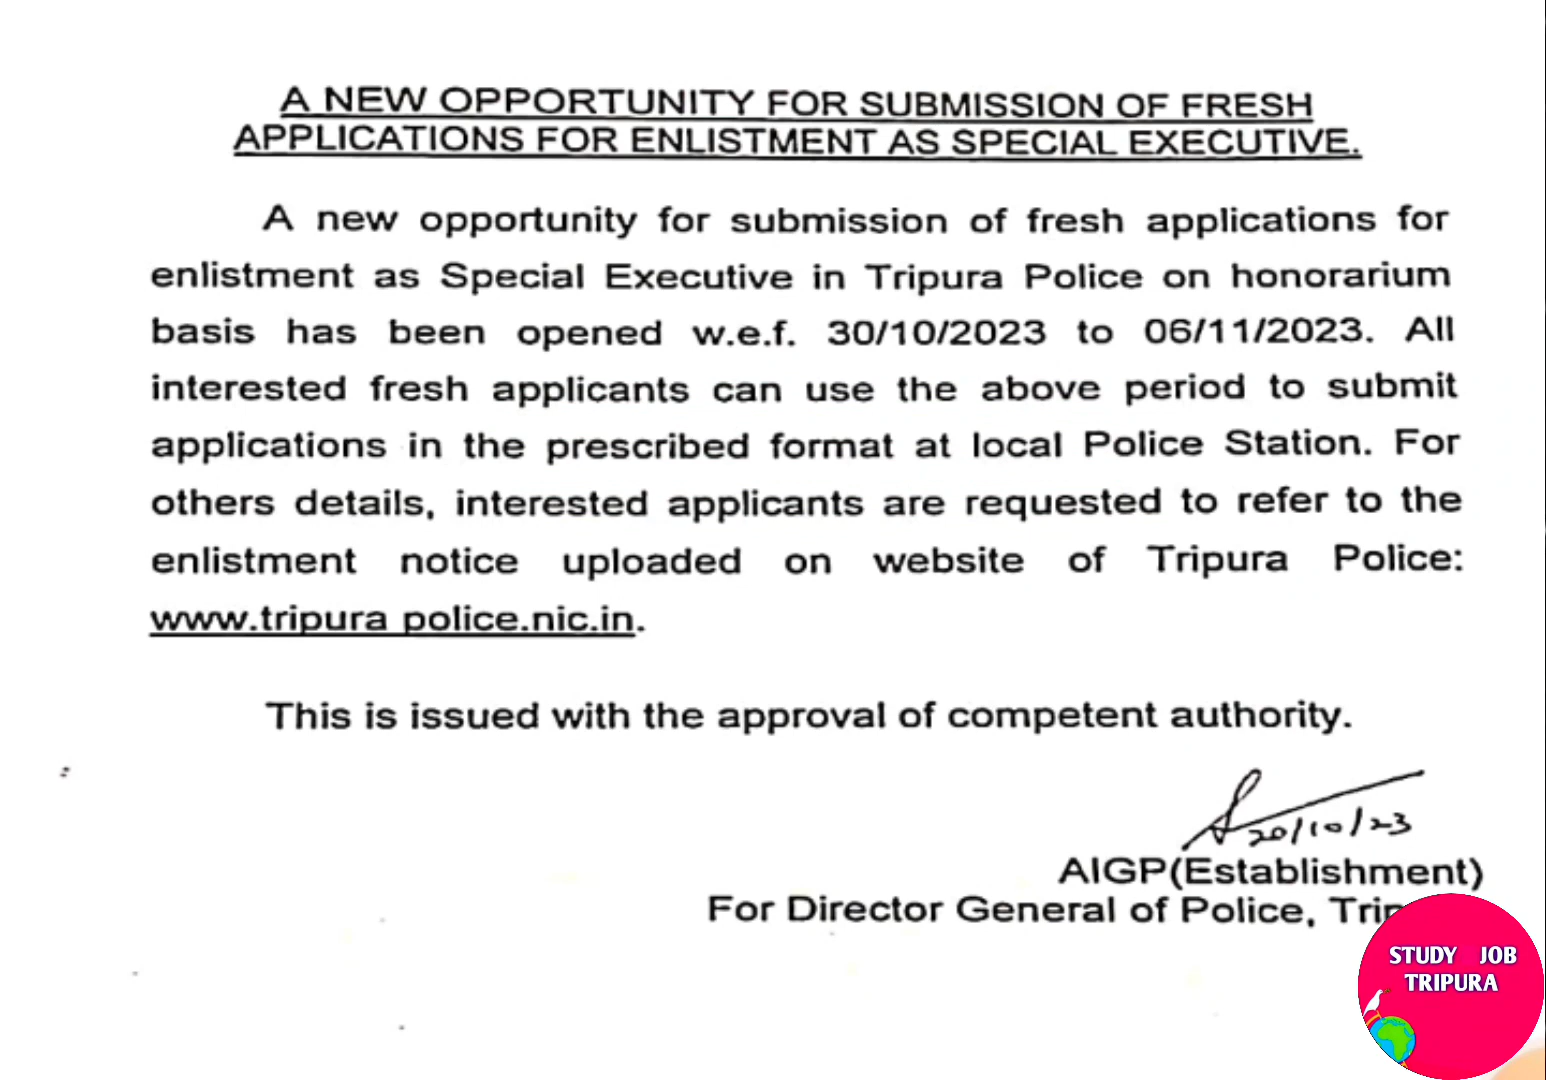 A NEW OPPORTUNITY FOR SUBMISSION OF FRESH
APPLICATIONS FOR ENLISTMENT AS SPECIAL EXECUTIVE.
A new opportunity for submission of fresh applications for
enlistment as Special Executive in Tripura Police on honorarium
basis has been opened w.e.f. 30/10/2023 to 06/11/2023. All
interested fresh applicants can use the above period to submit
applications in the prescribed format at local Police Station. For
others details, interested applicants are requested to refer to the
enlistment notice uploaded on website of Tripura Police:
www.tripura police.nic.in.
This is issued with the approval of competent authority.
20/10/23
AIGP(Establishment)
For Director General of Police,
STUDY JOB
TRIPURA